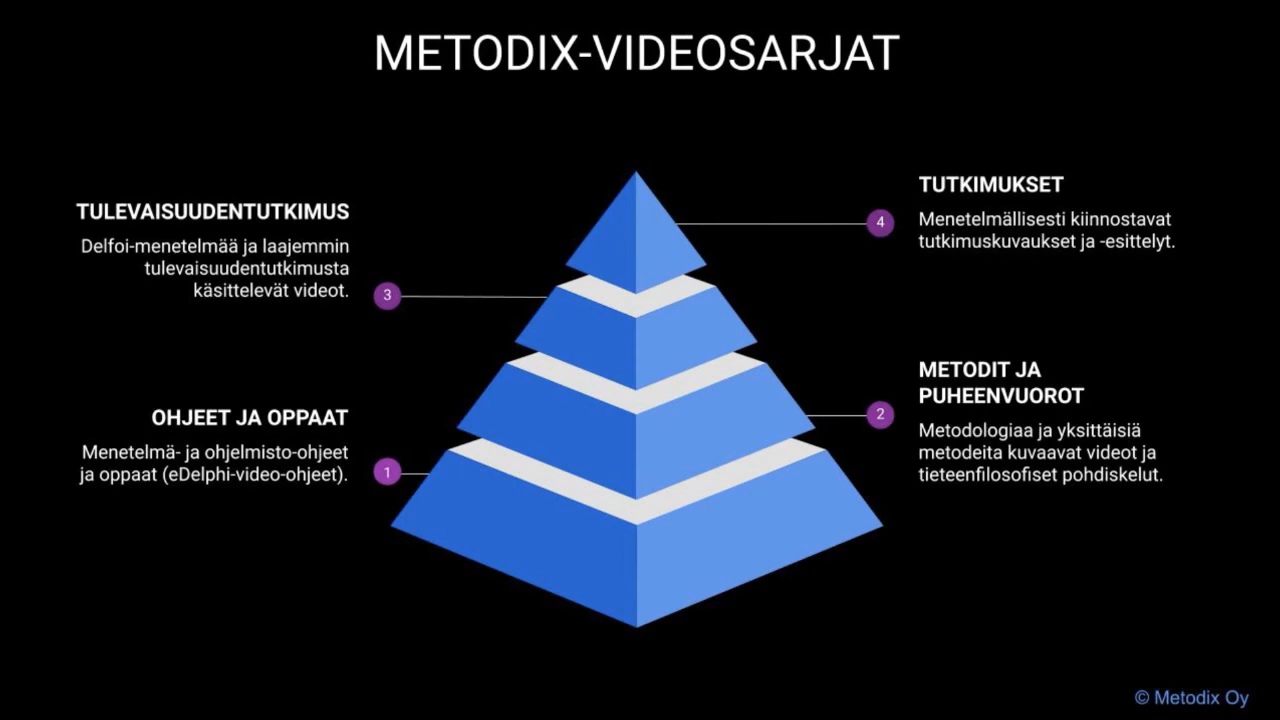 METODIX-VIDEOSARJAT
TULEVAISUUDENTUTKIMUS
Delfoi-menetelmää ja laajemmin
tulevaisuudentutkimusta
käsittelevät videot.
3
OHJEET JA OPPAAT
Menetelmä- ja ohjelmisto-ohjeet
ja oppaat (eDelphi-video-ohjeet).
1
TUTKIMUKSET
4
Menetelmällisesti kiinnostavat
tutkimuskuvaukset ja -esittelyt.
METODIT JA
PUHEENVUOROT
2
Metodologiaa ja yksittäisiä
metodeita kuvaavat videot ja
tieteenfilosofiset pohdiskelut.
© Metodix Oy